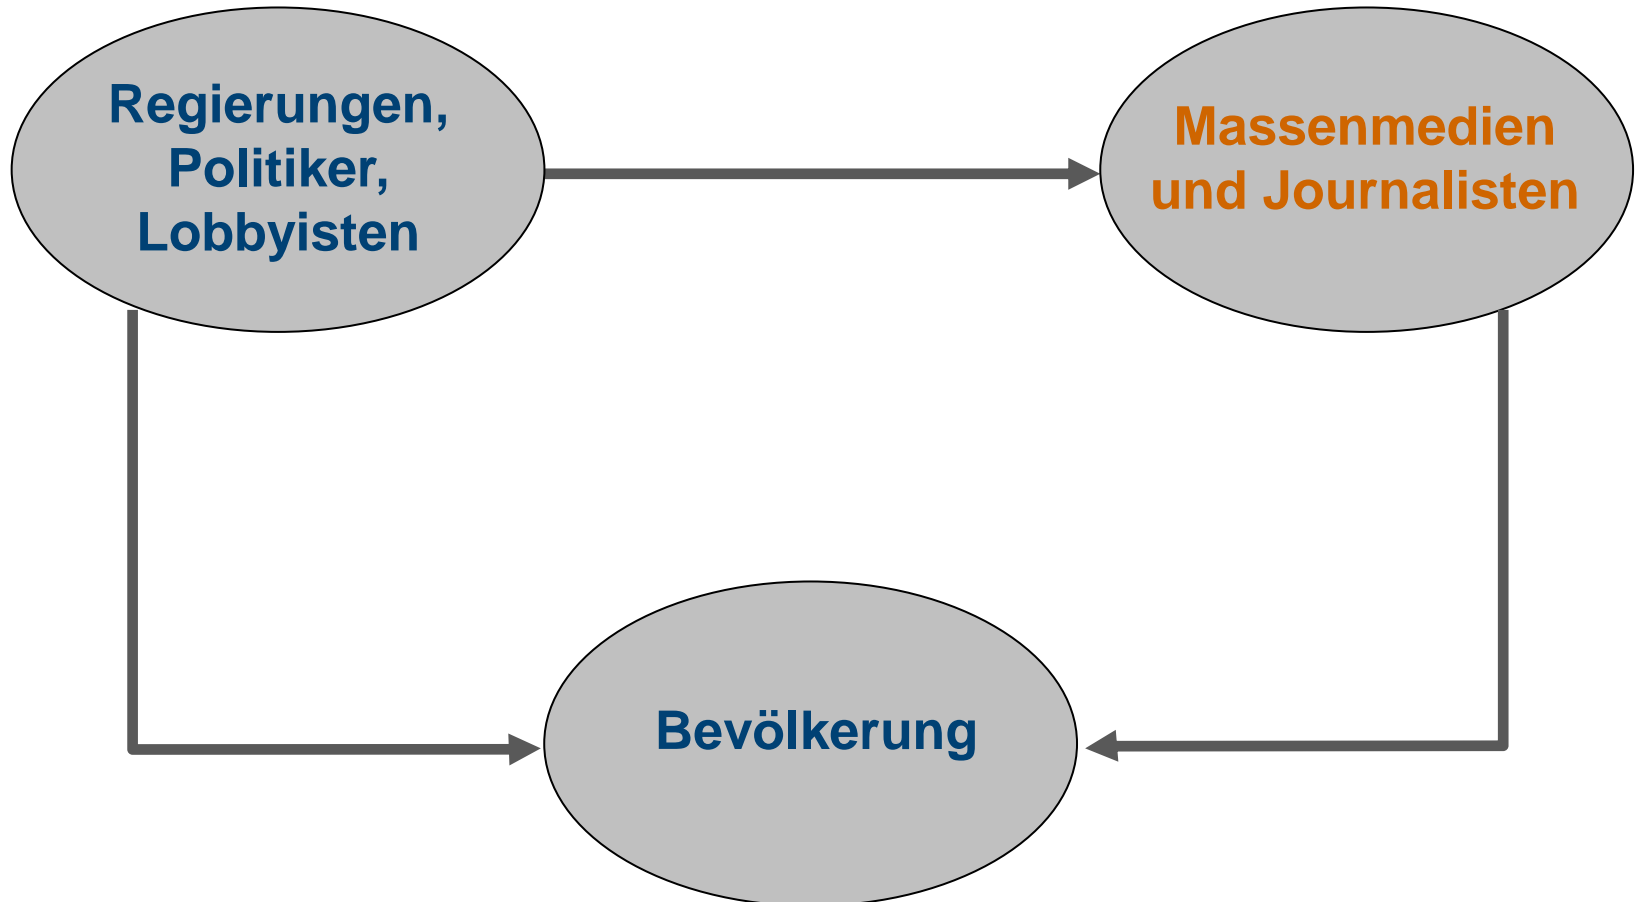 Regierungen,
Politiker,
Lobbyisten
Massenmedien
und Journalisten
Bevölkerung